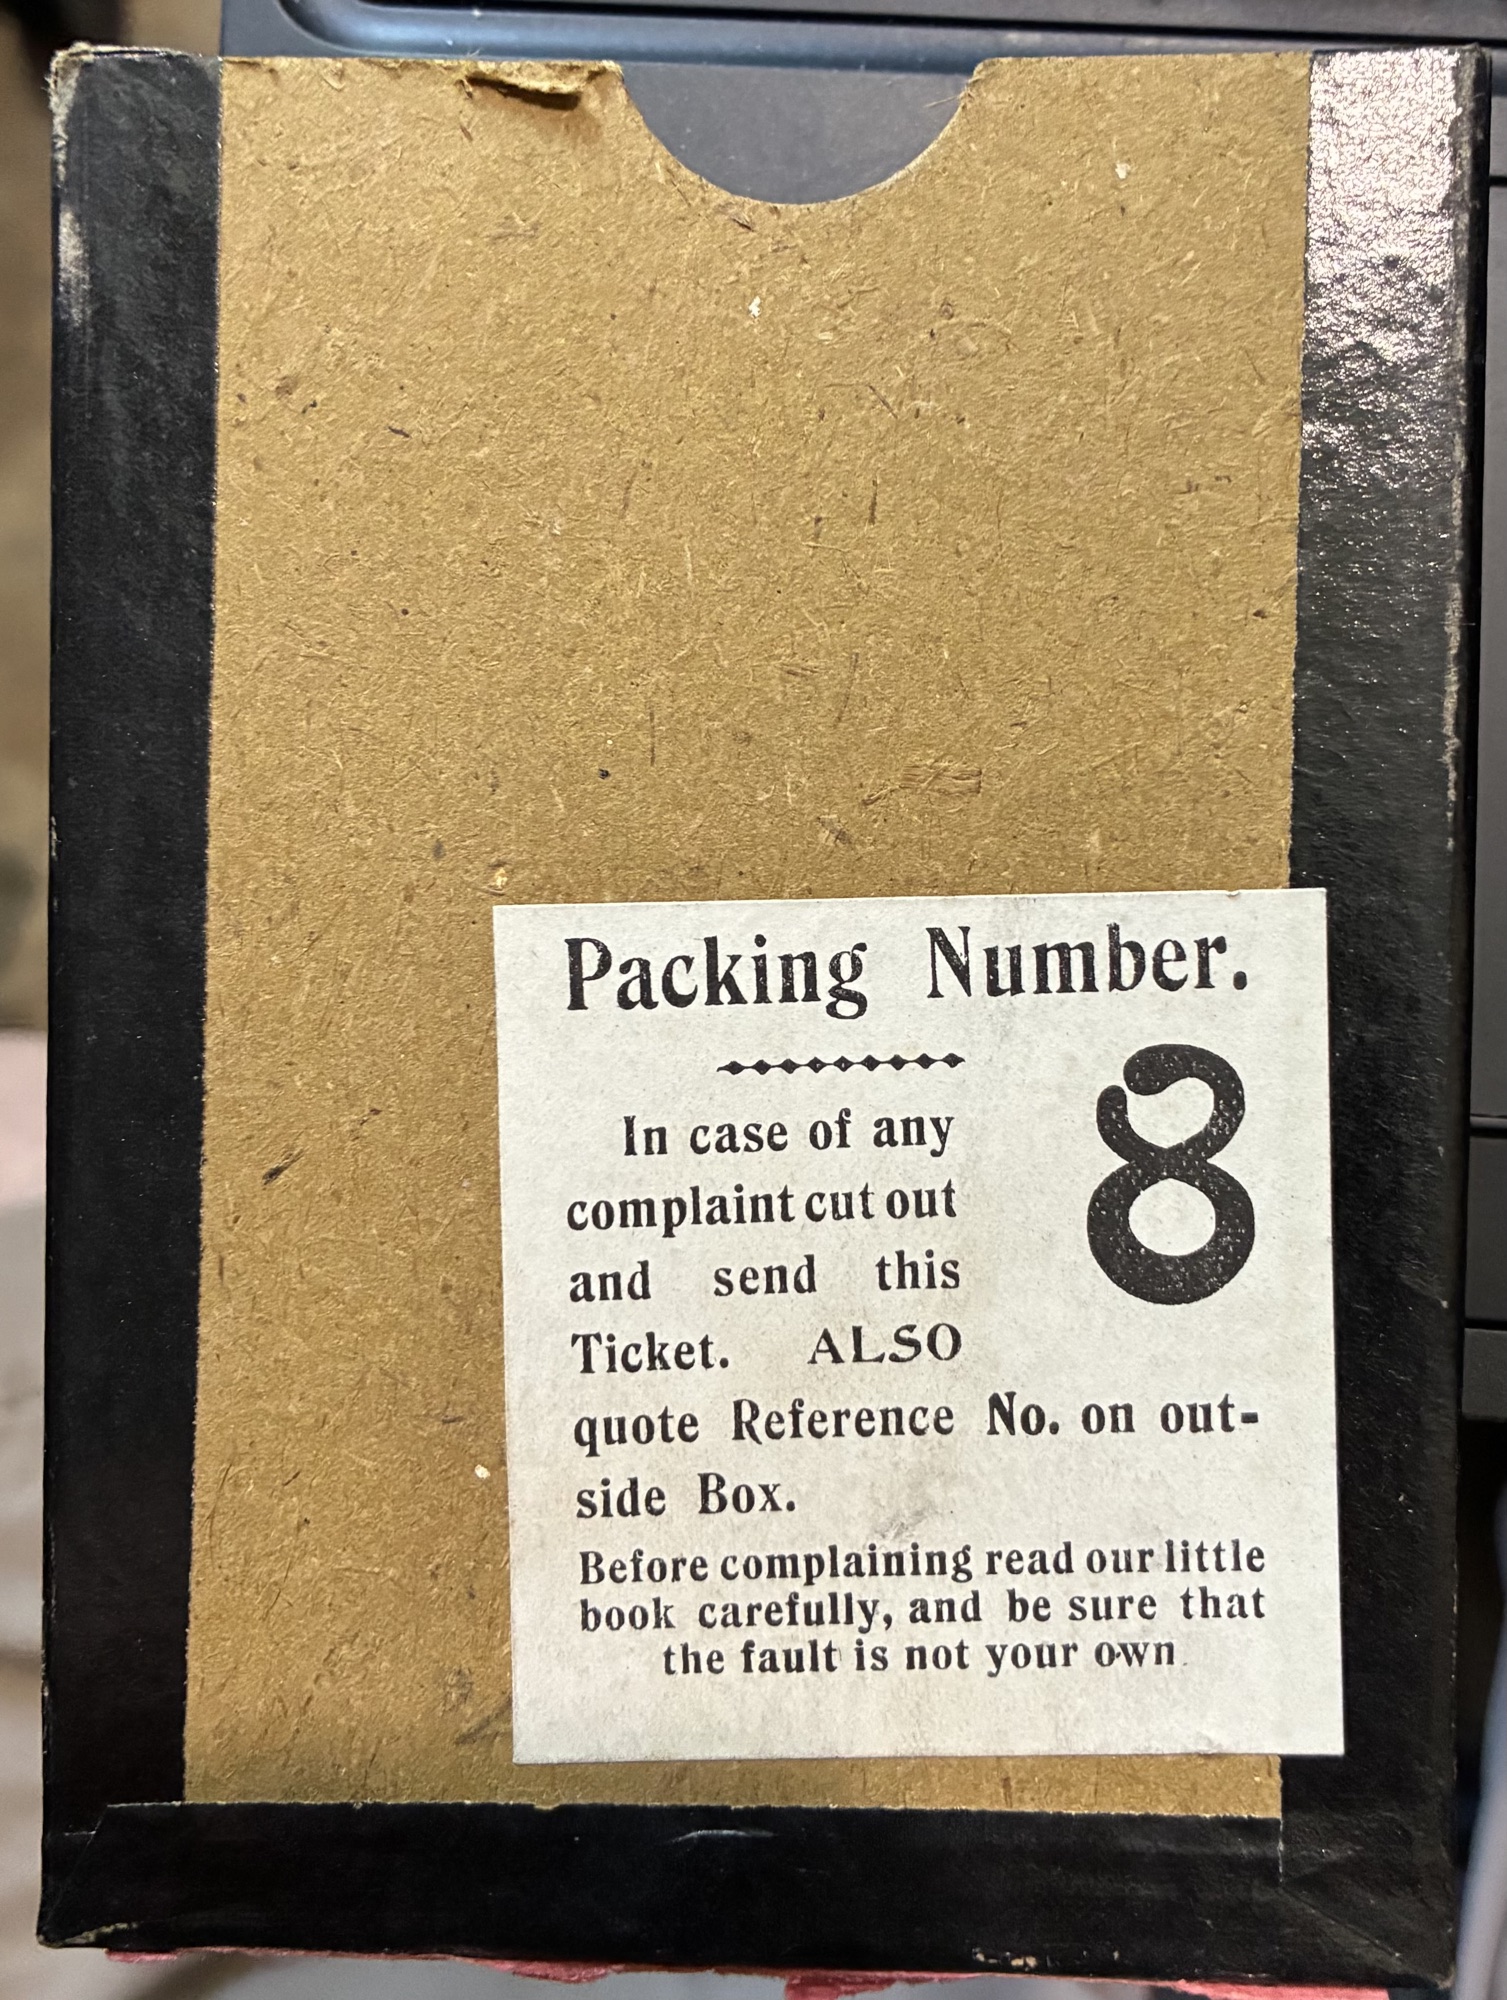 Packing Number.
8
In case of any
complaint cut out
and send this
Ticket. ALSO
quote Reference No. on out-
side Box.
Before complaining read our little
book carefully, and be sure that
the fault is not your own.